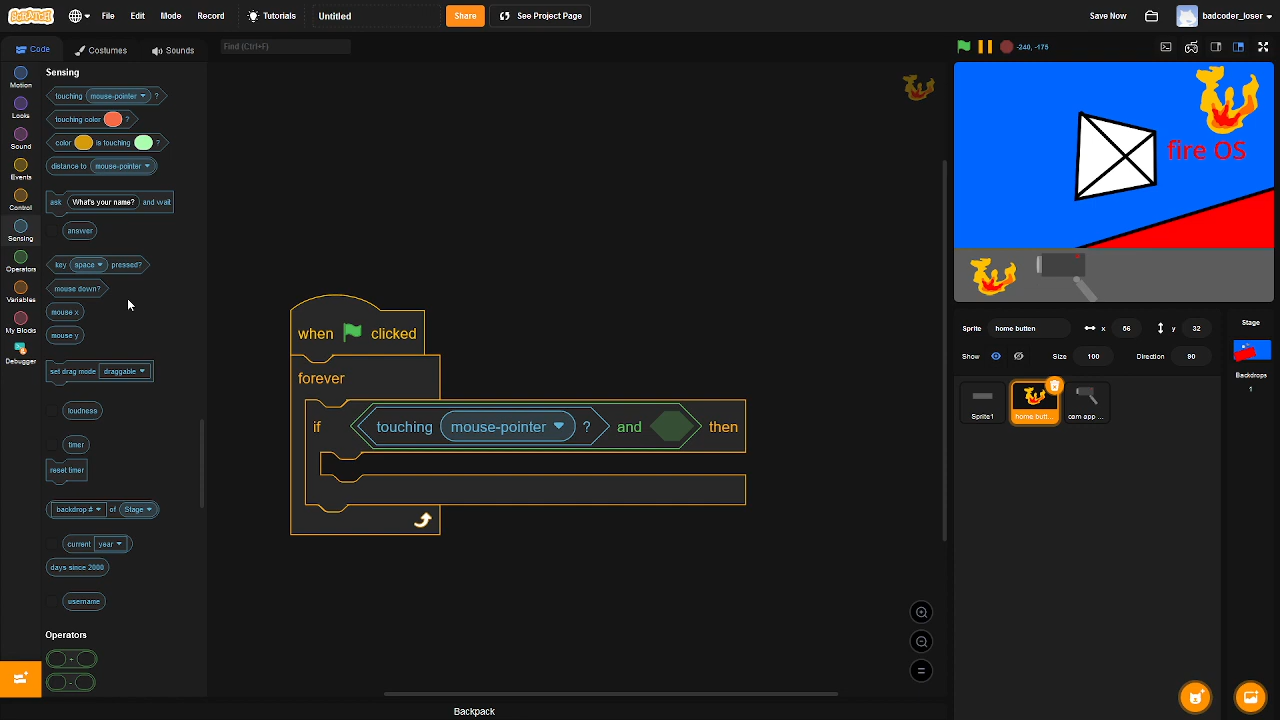 SCRATCH
File
Edit
Mode
Record
Tutorials
Untitled
Share
See Project Page
Save Now
badcoder_loser
Code
Costumes
Sounds
Find (Ctrl+F)
-240, -175
Motion
Looks
Sound
Events
Control
Sensing
Operators
Variables
My Blocks
Debugger
Sensing
touching mouse-pointer ?
touching color ?
color is touching ?
distance to mouse-pointer
ask What's your name? and wait
answer
key space pressed?
mouse down?
mouse x
mouse y
set drag mode draggable
loudness
timer
reset timer
backdrop # of Stage
current year
days since 2000
username
Operators
+
-
when clicked
forever
if touching mouse-pointer ? and then
fire OS
Sprite home butten x 66 y 32
Show Size 100 Direction 90
Sprite1
home butt...
cam app ...
Stage
Backdrops
1
Backpack